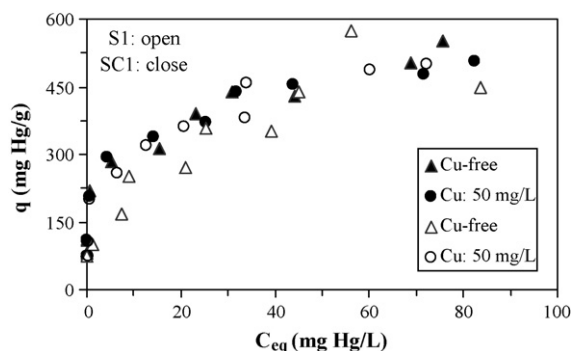 600
450
300
150
0
q (mg Hg/g)
S1: open
SC1: close
Cu-free
Cu: 50 mg/L
Cu-free
Cu: 50 mg/L
0 20 40 60 80 100
Ceq (mg Hg/L)